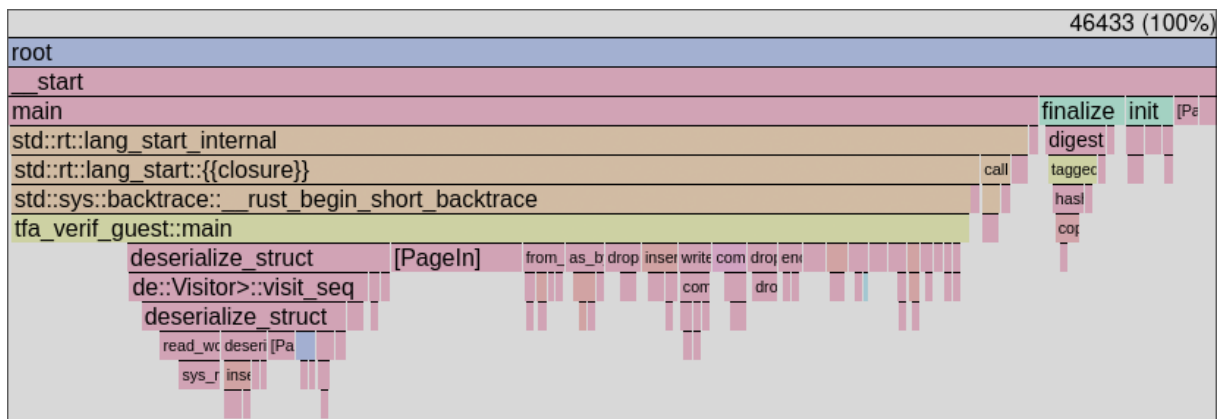 46433 (100%)
root
__start
main finalize init [Pa
std::rt::lang_start_internal digest
std::rt::lang_start::{{closure}} call tagged
std::sys::backtrace::__rust_begin_short_backtrace hash
tfa_verif_guest::main cop
deserialize_struct [PageIn] from_ as_b drop inser write com drop enc
de::Visitor>::visit_seq com dro
deserialize_struct
read_wo deseri [Pa
sys_r inse